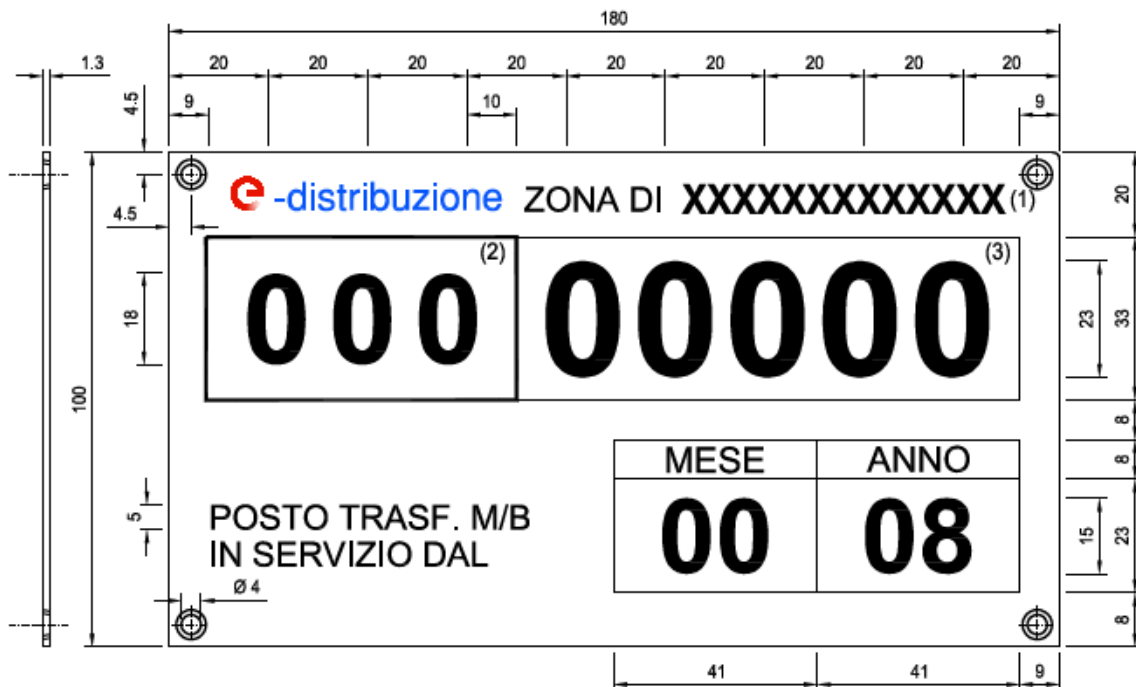 180
1.3
20 20 20 20 20 20 20 20 20
4.5
9 10 9
e-distribuzione ZONA DI XXXXXXXXXXXXX (1)
20
4.5
000 (2) 00000 (3)
18
23
33
100
8
MESE ANNO
8
POSTO TRASF. M/B
IN SERVIZIO DAL
00 08
5
15
23
Ø 4
8
41 41 9